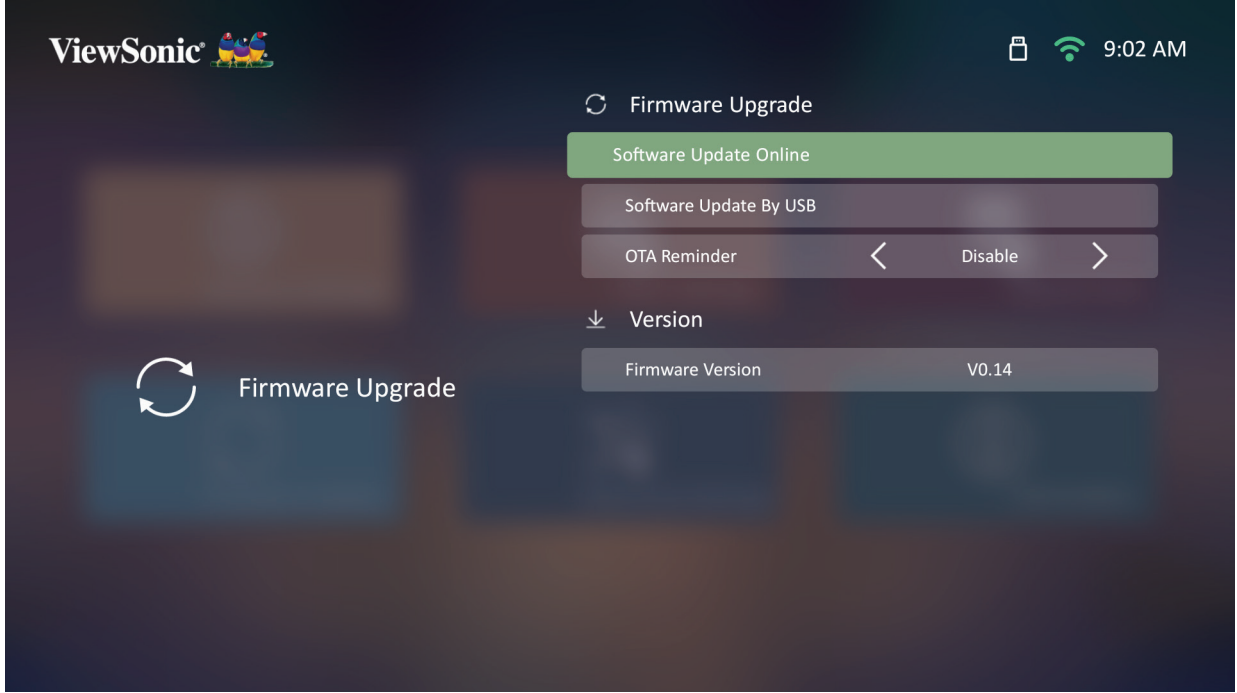 ViewSonic®
9:02 AM
Firmware Upgrade
Software Update Online
Software Update By USB
OTA Reminder Disable
Version
Firmware Version V0.14
Firmware Upgrade